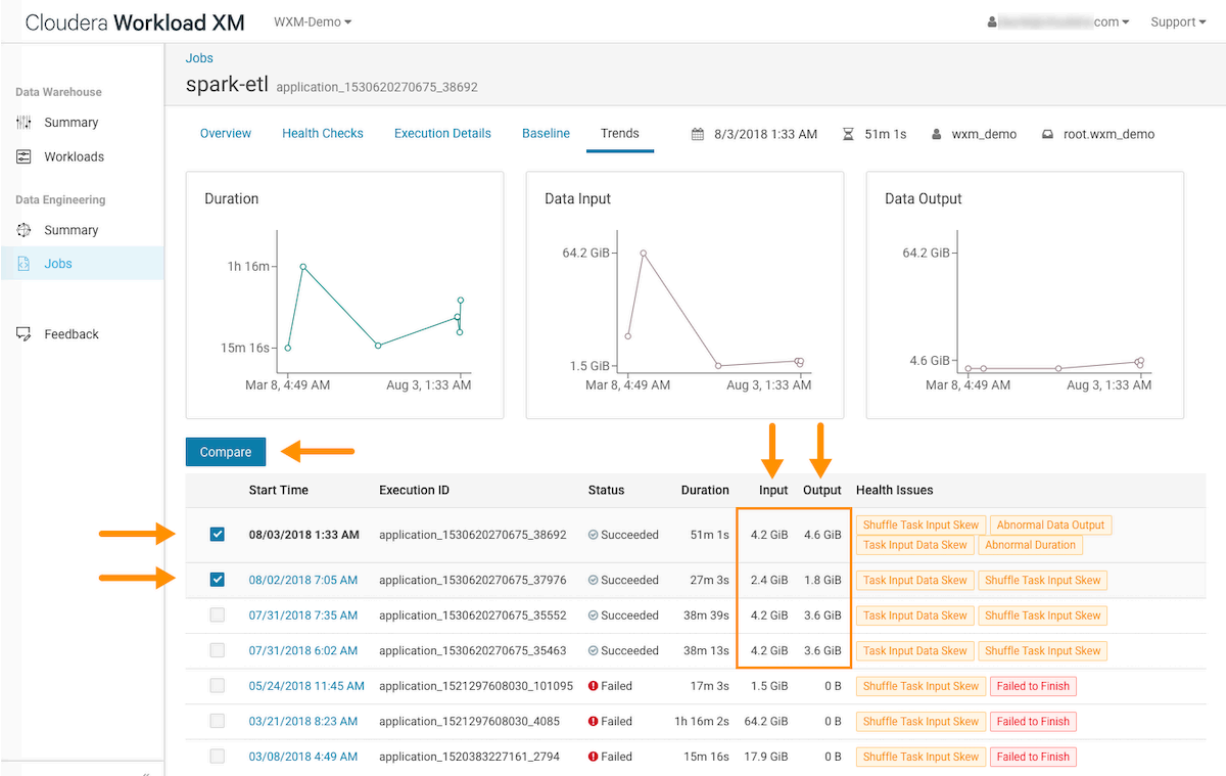 Cloudera Workload XM WXM-Demo com Support
Jobs
spark-etl application_1530620270675_38692
Data Warehouse
Summary
Workloads
Data Engineering
Summary
Jobs
Feedback
Overview Health Checks Execution Details Baseline Trends 8/3/2018 1:33 AM 51m 1s wxm_demo root.wxm_demo
Duration
1h 16m
15m 16s
Mar 8, 4:49 AM Aug 3, 1:33 AM
Data Input
64.2 GiB
1.5 GiB
Mar 8, 4:49 AM Aug 3, 1:33 AM
Data Output
64.2 GiB
4.6 GiB
Mar 8, 4:49 AM Aug 3, 1:33 AM
Compare
Start Time Execution ID Status Duration Input Output Health Issues
08/03/2018 1:33 AM application_1530620270675_38692 Succeeded 51m 1s 4.2 GiB 4.6 GiB Shuffle Task Input Skew Abnormal Data Output
Task Input Data Skew Abnormal Duration
08/02/2018 7:05 AM application_1530620270675_37976 Succeeded 27m 3s 2.4 GiB 1.8 GiB Task Input Data Skew Shuffle Task Input Skew
07/31/2018 7:35 AM application_1530620270675_35552 Succeeded 38m 39s 4.2 GiB 3.6 GiB Task Input Data Skew Shuffle Task Input Skew
07/31/2018 6:02 AM application_1530620270675_35463 Succeeded 38m 13s 4.2 GiB 3.6 GiB Task Input Data Skew Shuffle Task Input Skew
05/24/2018 11:45 AM application_1521297608030_101095 Failed 17m 3s 1.5 GiB 0 B Shuffle Task Input Skew Failed to Finish
03/21/2018 8:23 AM application_1521297608030_4085 Failed 1h 16m 2s 64.2 GiB 0 B Shuffle Task Input Skew Failed to Finish
03/08/2018 4:49 AM application_1520383227161_2794 Failed 15m 16s 17.9 GiB 0 B Shuffle Task Input Skew Failed to Finish